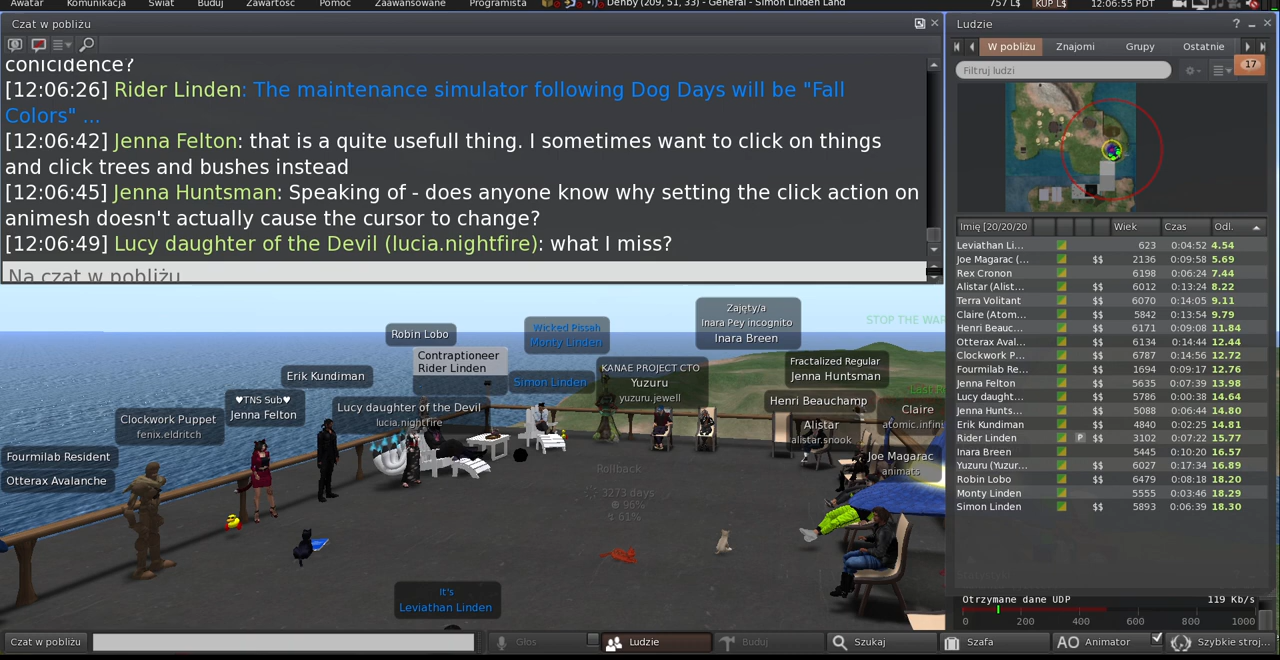 Awatar Komunikacja Świat Buduj Zawartość Pomoc Zaawansowane Programista Denby (209, 51, 33) - General - Simon Linden Land 757 L$ KUP L$ 12:06:55 PDT
Czat w pobliżu
conicidence?
[12:06:26] Rider Linden: The maintenance simulator following Dog Days will be "Fall
Colors" ...
[12:06:42] Jenna Felton: that is a quite usefull thing. I sometimes want to click on things
and click trees and bushes instead
[12:06:45] Jenna Huntsman: Speaking of - does anyone know why setting the click action on
animesh doesn't actually cause the cursor to change?
[12:06:49] Lucy daughter of the Devil (lucia.nightfire): what I miss?
Na czat w pobliżu
Ludzie
W pobliżu Znajomi Grupy Ostatnie
Filtruj ludzi
17
Imię [20/20/20 Wiek Czas Odl.
Leviathan Li... 623 0:04:52 4.54
Joe Magarac (... $$ 2136 0:09:58 5.69
Rex Cronon 6198 0:06:24 7.44
Alistar (Alist... $$ 6012 0:13:24 8.22
Terra Volitant $$ 6070 0:14:05 9.11
Claire (Atom... $$ 5842 0:13:54 9.79
Henri Beauc... $$ 6171 0:09:08 11.84
Otterax Aval... $$ 6134 0:14:44 12.44
Clockwork P... $$ 6787 0:14:56 12.72
Fourmilab Re... $$ 1694 0:09:17 12.76
Jenna Felton $$ 5635 0:07:39 13.98
Lucy daught... $$ 5786 0:00:38 14.64
Jenna Hunts... $$ 5088 0:06:44 14.80
Erik Kundiman $$ 4840 0:02:25 14.81
Rider Linden P $$ 3102 0:07:22 15.77
Inara Breen 5445 0:10:20 16.57
Yuzuru (Yuzur... $$ 6027 0:17:34 16.89
Robin Lobo $$ 6479 0:08:18 18.20
Monty Linden 5555 0:03:46 18.29
Simon Linden $$ 5893 0:06:39 18.30
Zajęty/a
Inara Pey incognito
Inara Breen
STOP THE WAR
Robin Lobo
Wicked Pissah
Monty Linden
Contraptioneer
Rider Linden
Simon Linden
KANAE PROJECT CTO
Yuzuru
yuzuru.jewell
Fractalized Regular
Jenna Huntsman
Erik Kundiman
♥TNS Sub♥
Jenna Felton
Lucy daughter of the Devil
lucia.nightfire
Henri Beauchamp
Claire
atomic.infini
Alistar
alistar.snook
Clockwork Puppet
fenix.eldritch
Joe Magarac
animats
Fourmilab Resident
Otterax Avalanche
Rollback
3273 days
96%
61%
It's
Leviathan Linden
Otrzymane dane UDP 119 Kb/s
0 200 400 600 800 1000
Czat w pobliżu Głos Ludzie Buduj Szukaj Szafa AO Animator Szybkie stroj...